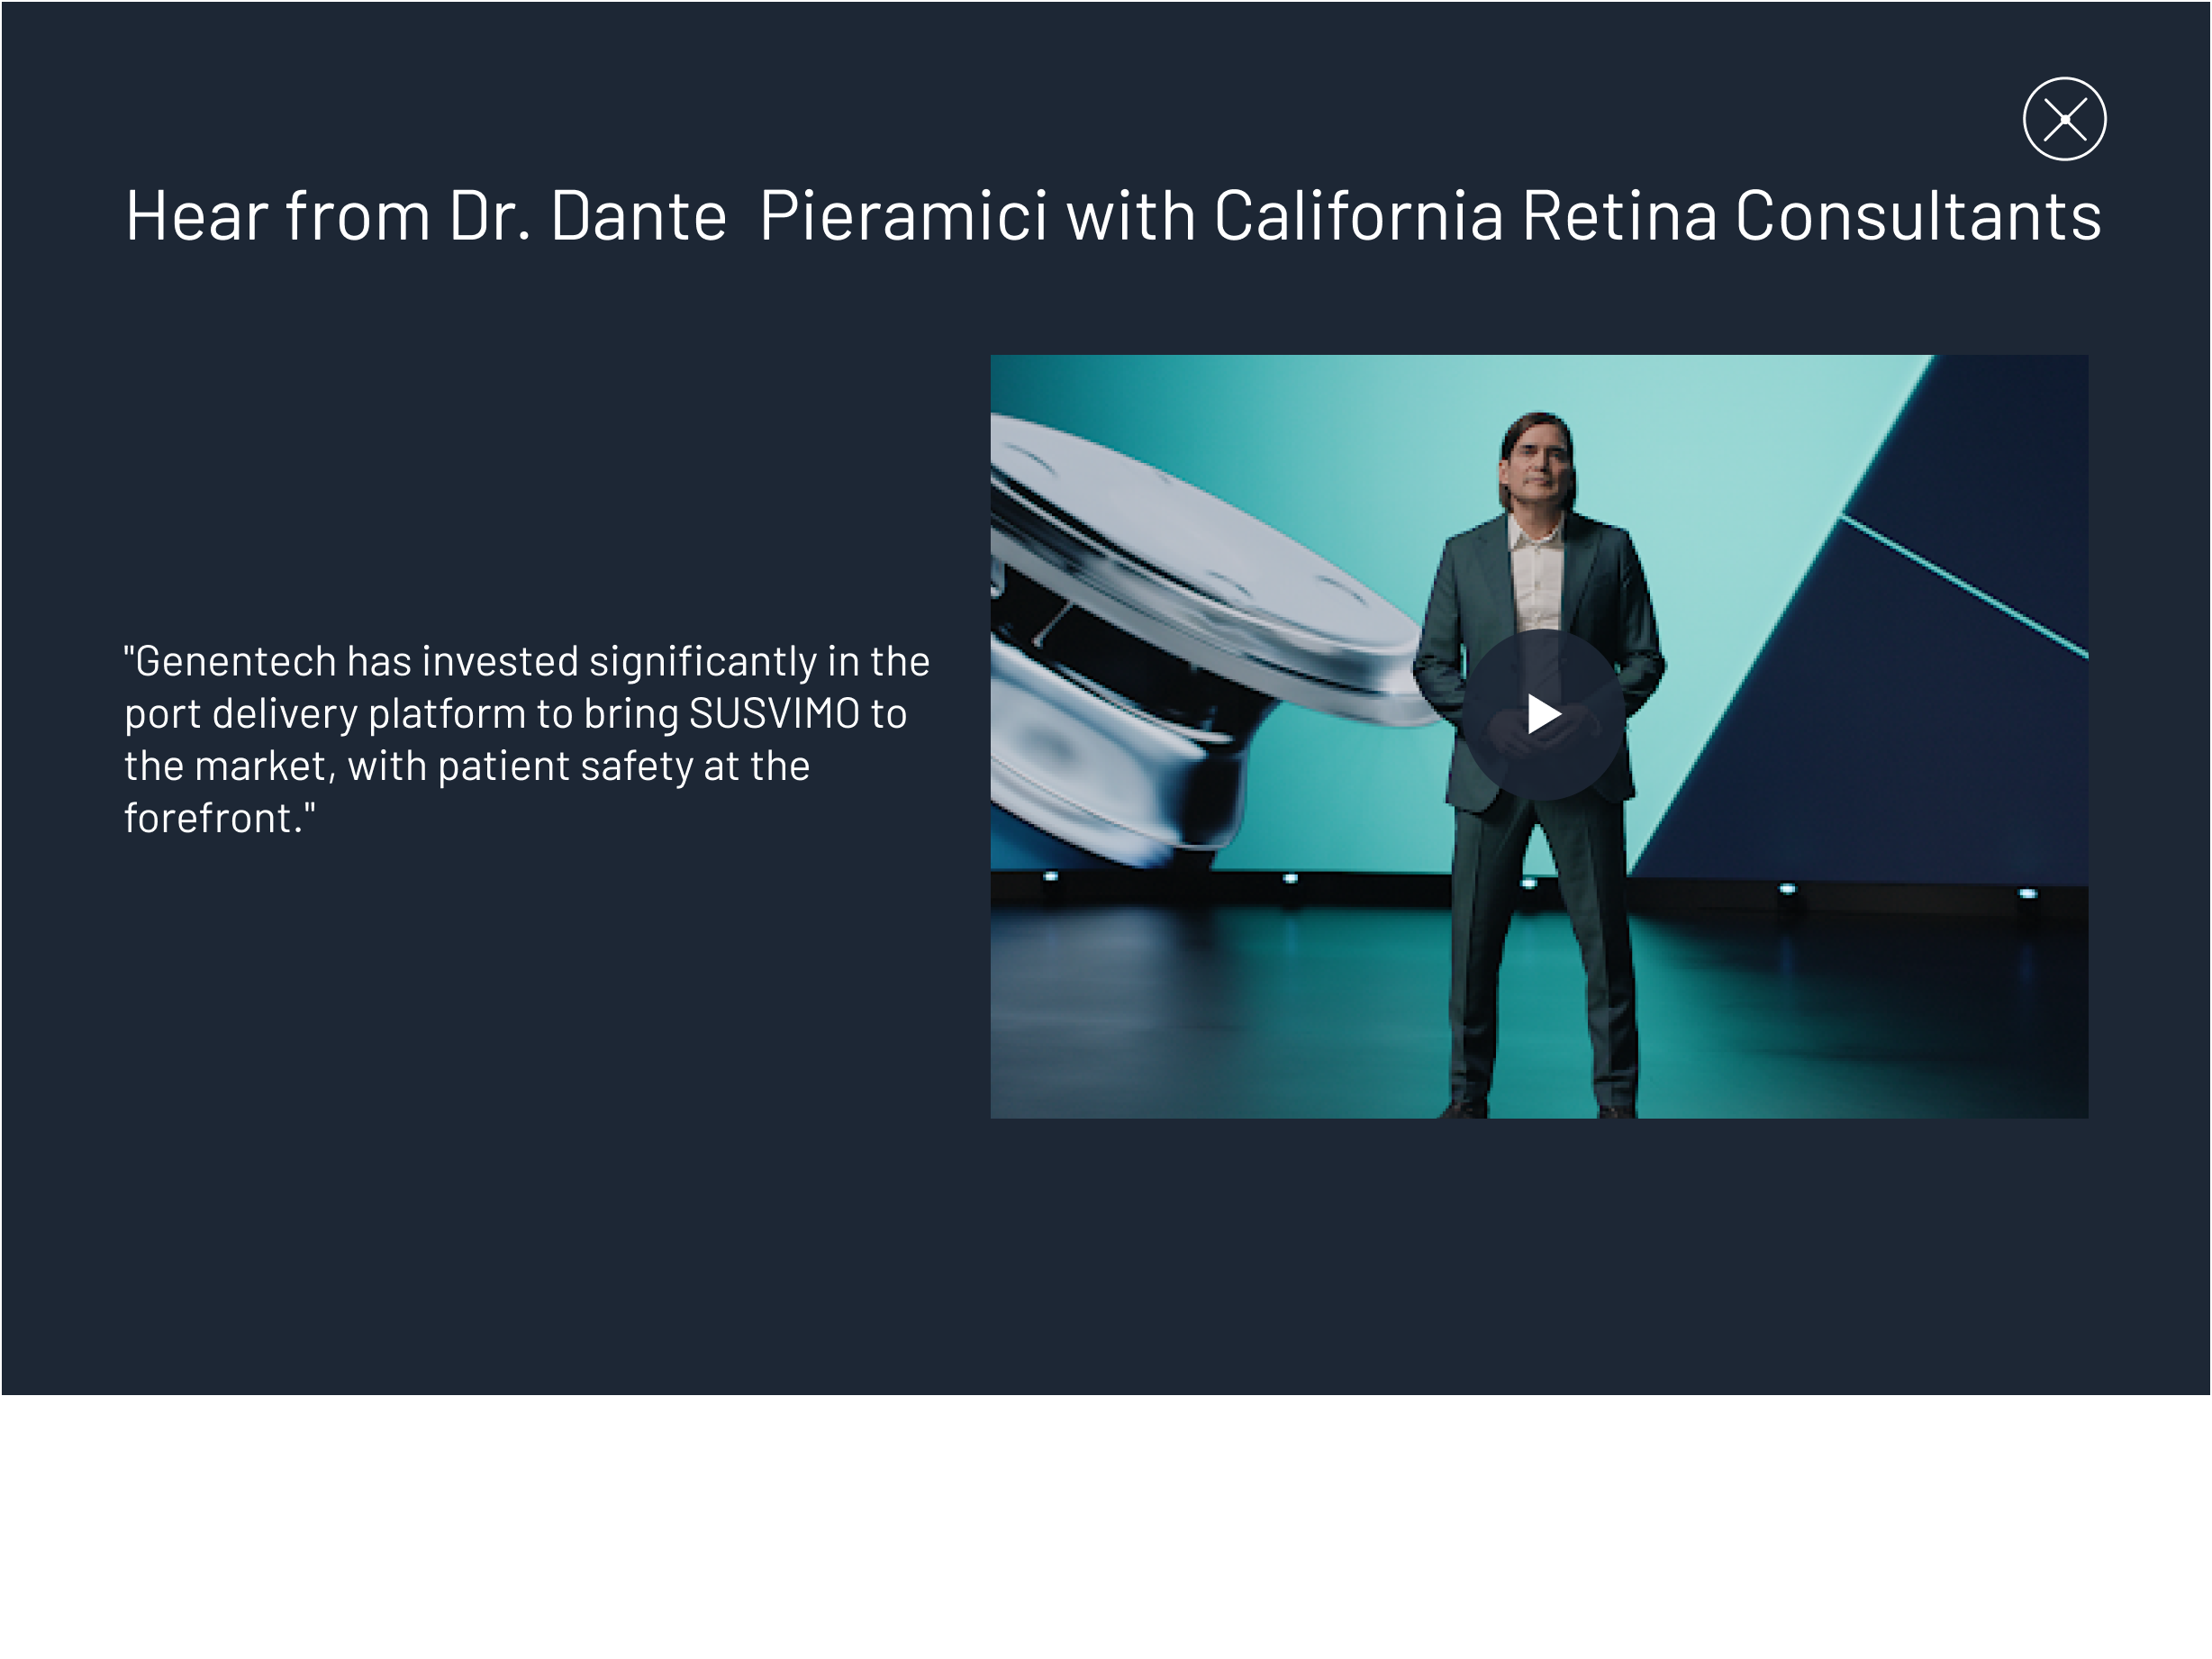 Hear from Dr. Dante  Pieramici with California Retina Consultants
"Genentech has invested significantly in the
port delivery platform to bring SUSVIMO to
the market, with patient safety at the
forefront."